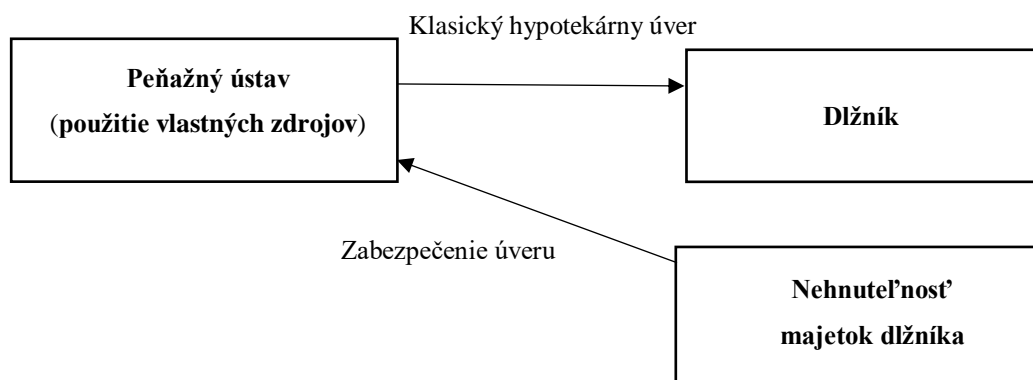 Klasický hypotekárny úver
Peňažný ústav
(použitie vlastných zdrojov)
Dlžník
Zabezpečenie úveru
Nehnuteľnosť
majetok dlžníka